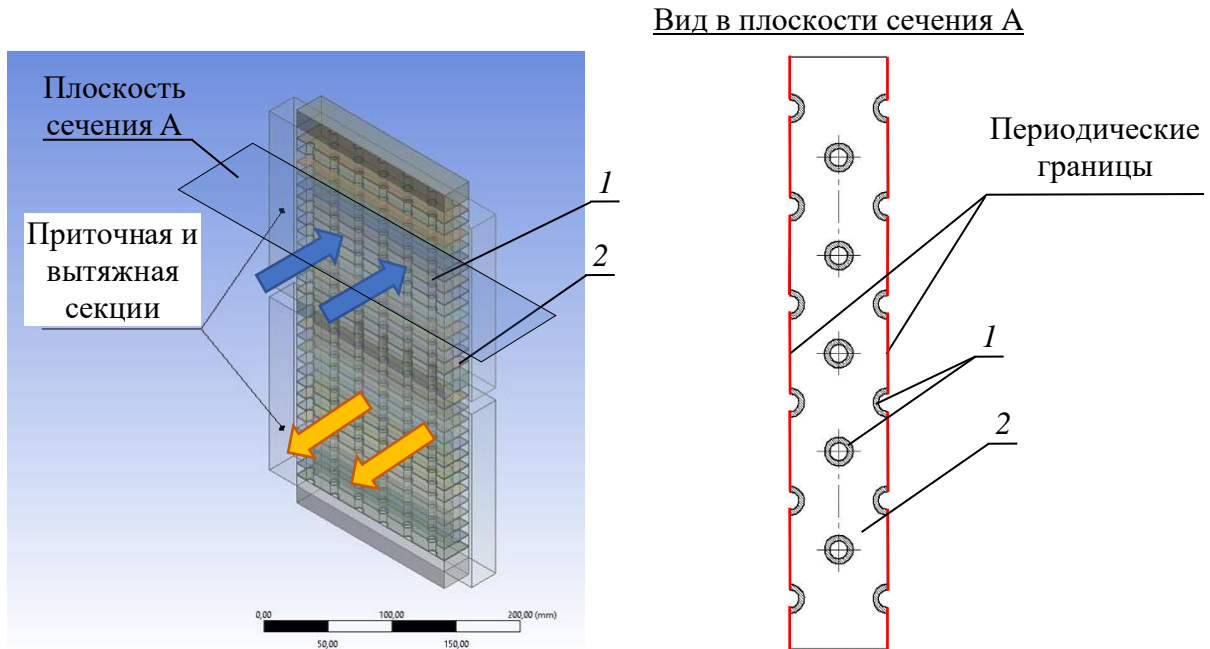 Вид в плоскости сечения А
Плоскость
сечения А
1
2
Приточная и
вытяжная
секции
0,00
100,00
200,00 (mm)
50,00
150,00
Периодические
границы
1
2